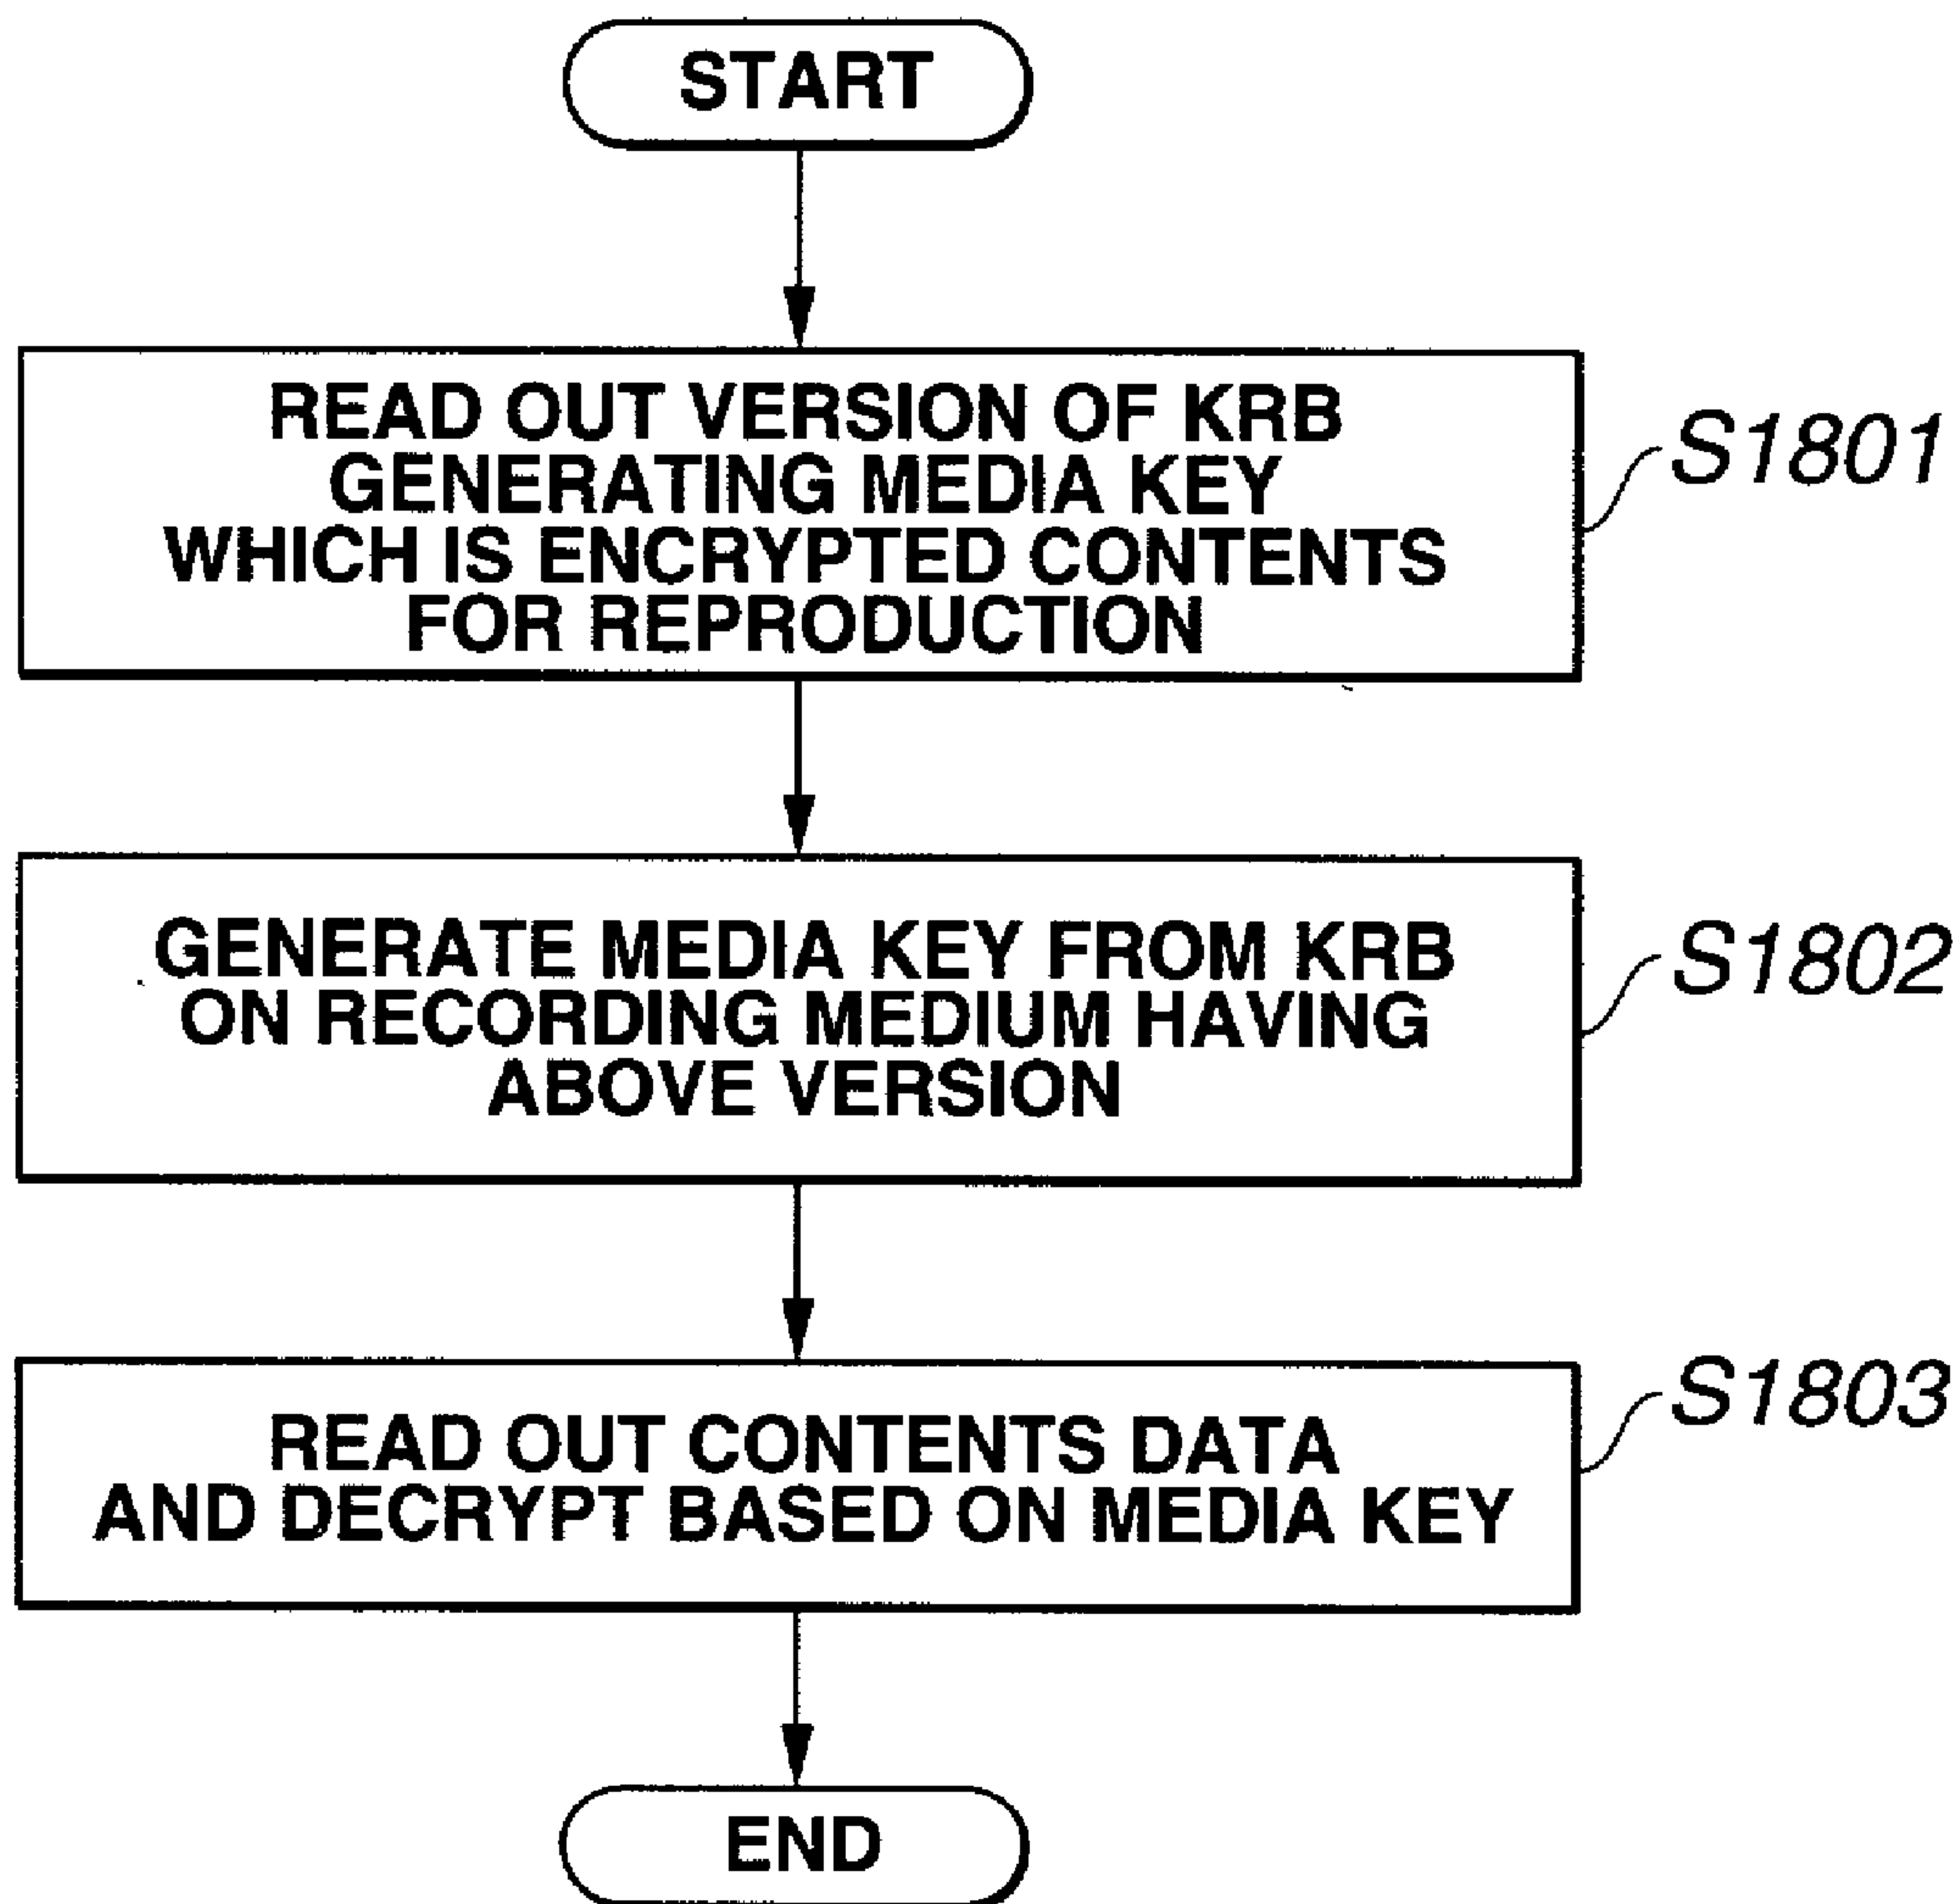 START
READ OUT VERSION OF KRB
GENERATING MEDIA KEY
WHICH IS ENCRYPTED CONTENTS
FOR REPRODUCTION
S1801
GENERATE MEDIA KEY FROM KRB
ON RECORDING MEDIUM HAVING
ABOVE VERSION
S1802
READ OUT CONTENTS DATA
AND DECRYPT BASED ON MEDIA KEY
S1803
END